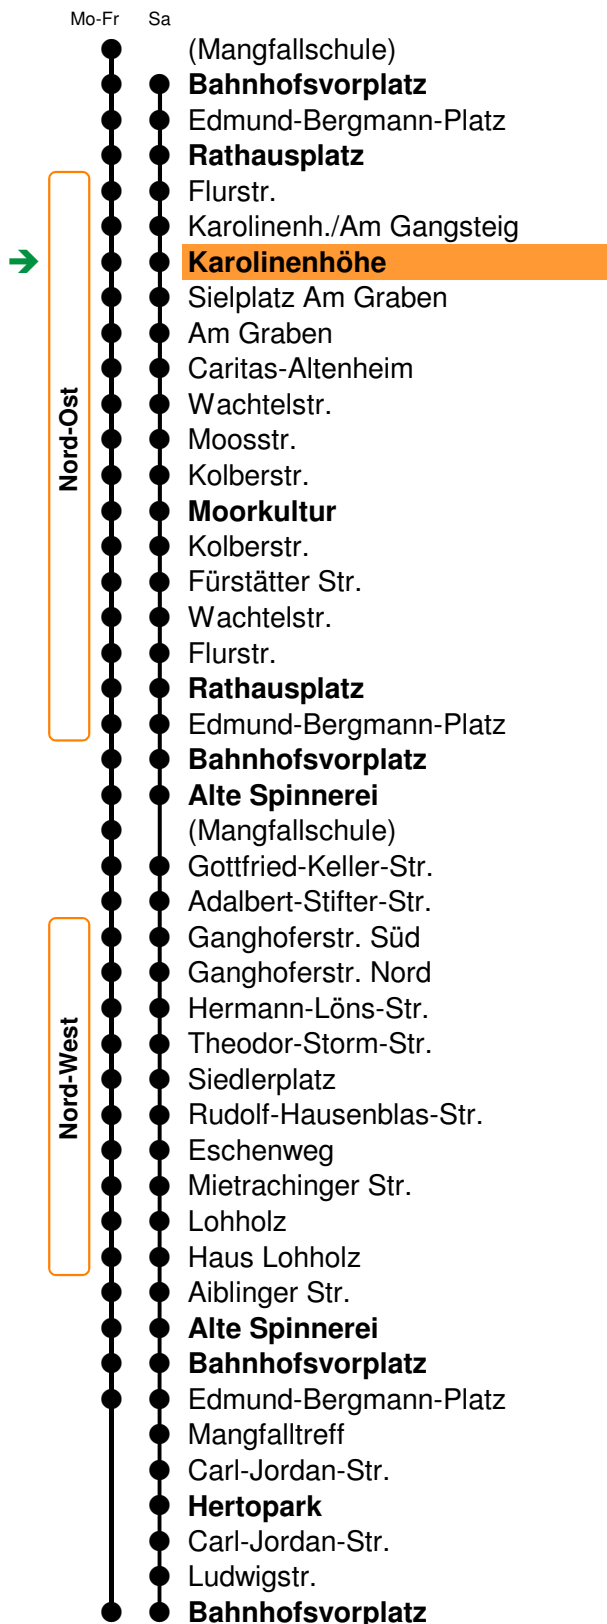 Mo-Fr Sa
(Mangfallschule)
Bahnhofsvorplatz
Edmund-Bergmann-Platz
Rathausplatz
Flurstr.
Karolinenh./Am Gangsteig
Karolinenhöhe
Sielplatz Am Graben
Am Graben
Caritas-Altenheim
Wachtelstr.
Nord-Ost
Moosstr.
Kolberstr.
Moorkultur
Kolberstr.
Fürstätter Str.
Wachtelstr.
Flurstr.
Rathausplatz
Edmund-Bergmann-Platz
Bahnhofsvorplatz
Alte Spinnerei
(Mangfallschule)
Gottfried-Keller-Str.
Adalbert-Stifter-Str.
Ganghoferstr. Süd
Ganghoferstr. Nord
Hermann-Löns-Str.
Theodor-Storm-Str.
Nord-West
Siedlerplatz
Rudolf-Hausenblas-Str.
Eschenweg
Mietrachinger Str.
Lohholz
Haus Lohholz
Aiblinger Str.
Alte Spinnerei
Bahnhofsvorplatz
Edmund-Bergmann-Platz
Mangfalltreff
Carl-Jordan-Str.
Hertopark
Carl-Jordan-Str.
Ludwigstr.
Bahnhofsvorplatz